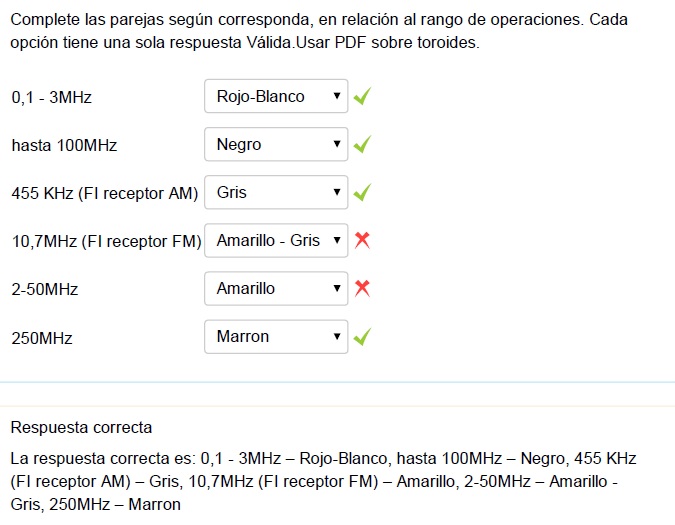 Complete las parejas según corresponda, en relación al rango de operaciones. Cada
opción tiene una sola respuesta Válida.Usar PDF sobre toroides.
0,1 - 3MHz Rojo-Blanco
hasta 100MHz Negro
455 KHz (FI receptor AM) Gris
10,7MHz (FI receptor FM) Amarillo - Gris
2-50MHz Amarillo
250MHz Marron
Respuesta correcta
La respuesta correcta es: 0,1 - 3MHz – Rojo-Blanco, hasta 100MHz – Negro, 455 KHz
(FI receptor AM) – Gris, 10,7MHz (FI receptor FM) – Amarillo, 2-50MHz – Amarillo -
Gris, 250MHz – Marron